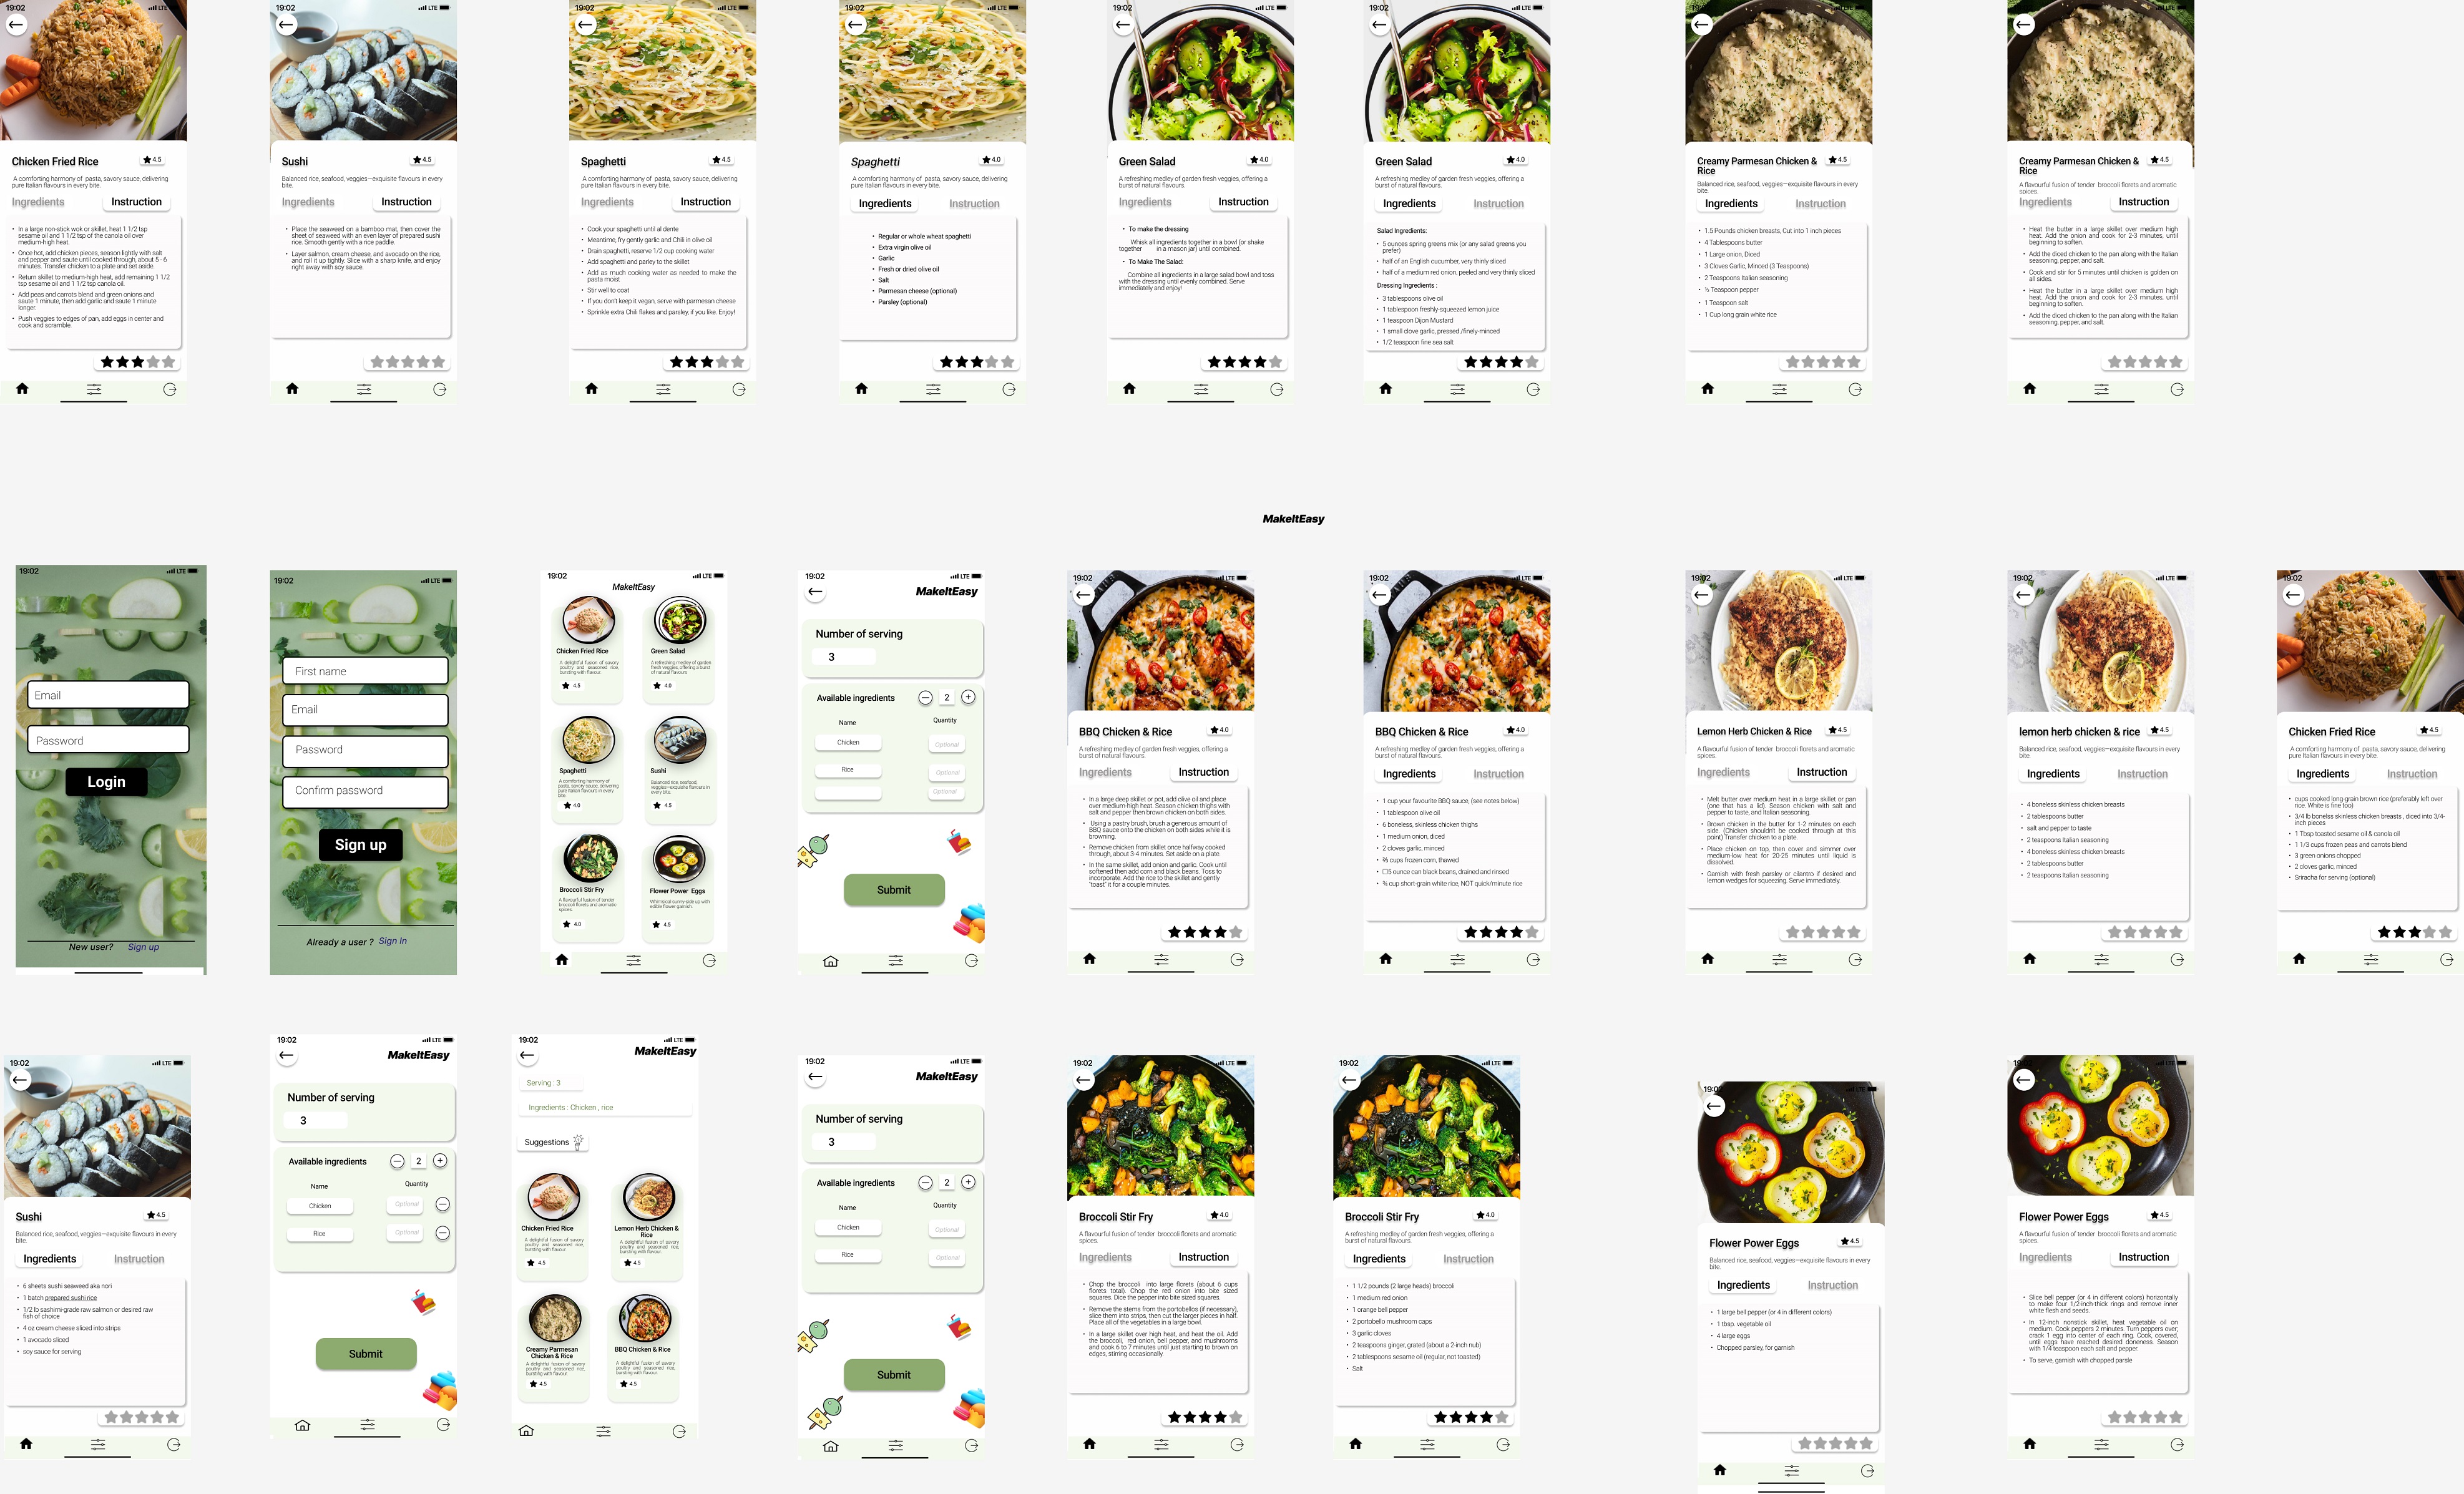 19:02 LTE
Chicken Fried Rice 4.5
A comforting harmony of pasta, savory sauce, delivering
pure Italian flavours in every bite.
Ingredients Instruction
• In a large non-stick wok or skillet, heat 1 1/2 tsp
sesame oil and 1 1/2 tsp of the canola oil over
medium-high heat.
• Once hot, add chicken pieces, season lightly with salt
and pepper and saute until cooked through, about 5 - 6
minutes. Transfer chicken to a plate and set aside.
• Return skillet to medium-high heat, add remaining 1 1/2
tsp sesame oil and 1 1/2 tsp canola oil.
• Add peas and carrots blend and green onions and
saute 1 minute, then add garlic and saute 1 minute
longer.
• Push veggies to edges of pan, add eggs in center and
cook and scramble.
19:02 LTE
Sushi 4.5
Balanced rice, seafood, veggies—exquisite flavours in every
bite.
Ingredients Instruction
• Place the seaweed on a bamboo mat, then cover the
sheet of seaweed with an even layer of prepared sushi
rice. Smooth gently with a rice paddle.
• Layer salmon, cream cheese, and avocado on the rice,
and roll it up tightly. Slice with a sharp knife, and enjoy
right away with soy sauce.
19:02 LTE
Spaghetti 4.5
A comforting harmony of pasta, savory sauce, delivering
pure Italian flavours in every bite.
Ingredients Instruction
• Cook your spaghetti until al dente
• Meantime, fry gently garlic and Chili in olive oil
• Drain spaghetti, reserve 1/2 cup cooking water
• Add spaghetti and parley to the skillet
• Add as much cooking water as needed to make the
pasta moist
• Stir well to coat
• If you don't keep it vegan, serve with parmesan cheese
• Sprinkle extra Chili flakes and parsley, if you like. Enjoy!
19:02 LTE
Spaghetti 4.0
A comforting harmony of pasta, savory sauce, delivering
pure Italian flavours in every bite.
Ingredients Instruction
• Regular or whole wheat spaghetti
• Extra virgin olive oil
• Garlic
• Fresh or dried olive oil
• Salt
• Parmesan cheese (optional)
• Parsley (optional)
19:02 LTE
Green Salad 4.0
A refreshing medley of garden fresh veggies, offering a
burst of natural flavours.
Ingredients Instruction
• To make the dressing
Whisk all ingredients together in a bowl (or shake
together in a mason jar) until combined.
• To Make The Salad:
Combine all ingredients in a large salad bowl and toss
with the dressing until evenly combined. Serve
immediately and enjoy!
19:02 LTE
Green Salad 4.0
A refreshing medley of garden fresh veggies, offering a
burst of natural flavours.
Ingredients Instruction
Salad Ingredients:
• 5 ounces spring greens mix (or any salad greens you
prefer)
• half of an English cucumber, very thinly sliced
• half of a medium red onion, peeled and very thinly sliced
Dressing Ingredients :
• 3 tablespoons olive oil
• 1 tablespoon freshly-squeezed lemon juice
• 1 teaspoon Dijon Mustard
• 1 small clove garlic, pressed /finely-minced
• 1/2 teaspoon fine sea salt
19:02 LTE
Creamy Parmesan Chicken & 4.5
Rice
Balanced rice, seafood, veggies—exquisite flavours in every
bite.
Ingredients Instruction
• 1.5 Pounds chicken breasts, Cut into 1 inch pieces
• 4 Tablespoons butter
• 1 Large onion, Diced
• 3 Cloves Garlic, Minced (3 Teaspoons)
• 2 Teaspoons Italian seasoning
• ½ Teaspoon pepper
• 1 Teaspoon salt
• 1 Cup long grain white rice
19:02 LTE
Creamy Parmesan Chicken & 4.5
Rice
A flavourful fusion of tender broccoli florets and aromatic
spices.
Ingredients Instruction
• Heat the butter in a large skillet over medium high
heat. Add the onion and cook for 2-3 minutes, until
beginning to soften.
• Add the diced chicken to the pan along with the Italian
seasoning, pepper, and salt.
• Cook and stir for 5 minutes until chicken is golden on
all sides.
• Heat the butter in a large skillet over medium high
heat. Add the onion and cook for 2-3 minutes, until
beginning to soften.
• Add the diced chicken to the pan along with the Italian
seasoning, pepper, and salt.
MakeItEasy
19:02 LTE
Email
Password
Login
New user? Sign up
19:02 LTE
First name
Email
Password
Confirm password
Sign up
Already a user ? Sign In
19:02 LTE
MakeItEasy
Chicken Fried Rice
A delightful fusion of savory
poultry and seasoned rice,
bursting with flavour.
4.5
Green Salad
A refreshing medley of garden
fresh veggies, offering a burst
of natural flavours.
4.0
Spaghetti
A comforting harmony of
pasta, savory sauce, delivering
pure Italian flavours in every
bite.
4.0
Sushi
Balanced rice, seafood,
veggies—exquisite flavours in
every bite.
4.5
Broccoli Stir Fry
A flavourful fusion of tender
broccoli florets and aromatic
spices.
4.0
Flower Power Eggs
Whimsical sunny-side up with
edible flower garnish.
4.5
19:02 LTE
MakeItEasy
Number of serving
3
Available ingredients 2
Name Quantity
Chicken Optional
Rice Optional
Optional
Submit
19:02 LTE
BBQ Chicken & Rice 4.0
A refreshing medley of garden fresh veggies, offering a
burst of natural flavours.
Ingredients Instruction
• In a large deep skillet or pot, add olive oil and place
over medium-high heat. Season chicken thighs with
salt and pepper then brown chicken on both sides.
• Using a pastry brush, brush a generous amount of
BBQ sauce onto the chicken on both sides while it is
browning.
• Remove chicken from skillet once halfway cooked
through, about 3-4 minutes. Set aside on a plate.
• In the same skillet, add onion and garlic. Cook until
softened then add corn and black beans. Toss to
incorporate. Add the rice to the skillet and gently
"toast" it for a couple minutes.
19:02 LTE
BBQ Chicken & Rice 4.0
A refreshing medley of garden fresh veggies, offering a
burst of natural flavours.
Ingredients Instruction
• 1 cup your favourite BBQ sauce, (see notes below)
• 1 tablespoon olive oil
• 6 boneless, skinless chicken thighs
• 1 medium onion, diced
• 2 cloves garlic, minced
• cups frozen corn, thawed
• 5 ounce can black beans, drained and rinsed
• ¾ cup short-grain white rice, NOT quick/minute rice
19:02 LTE
Lemon Herb Chicken & Rice 4.5
A flavourful fusion of tender broccoli florets and aromatic
spices.
Ingredients Instruction
• Melt butter over medium heat in a large skillet or pan
(one that has a lid). Season chicken with salt and
pepper to taste, and italian seasoning.
• Brown chicken in the butter for 1-2 minutes on each
side. (Chicken shouldn't be cooked through at this
point) Transfer chicken to a plate.
• Place chicken on top, then cover and simmer over
medium-low heat for 20-25 minutes until liquid is
dissolved.
• Garnish with fresh parsley or cilantro if desired and
lemon wedges for squeezing. Serve immediately.
19:02 LTE
lemon herb chicken & rice 4.5
Balanced rice, seafood, veggies—exquisite flavours in every
bite.
Ingredients Instruction
• 4 boneless skinless chicken breasts
• 2 tablespoons butter
• salt and pepper to taste
• 2 teaspoons Italian seasoning
• 4 boneless skinless chicken breasts
• 2 tablespoons butter
• 2 teaspoons Italian seasoning
19:02 LTE
Chicken Fried Rice 4.5
A comforting harmony of pasta, savory sauce, delivering
pure Italian flavours in every bite.
Ingredients Instruction
• cups cooked long-grain brown rice (preferably left over
rice. White is fine too)
• 3/4 lb boneless skinless chicken breasts , diced into 3/4-
inch pieces
• 1 Tbsp toasted sesame oil & canola oil
• 1 1/3 cups frozen peas and carrots blend
• 3 green onions chopped
• 2 cloves garlic, minced
• Sriracha for serving (optional)
19:02 LTE
Sushi 4.5
Balanced rice, seafood, veggies—exquisite flavours in every
bite.
Ingredients Instruction
• 6 sheets sushi seaweed aka nori
• 1 batch prepared sushi rice
• 1/2 lb sashimi-grade raw salmon or desired raw
fish of choice
• 4 oz cream cheese sliced into strips
• 1 avocado sliced
• soy sauce for serving
19:02 LTE
MakeItEasy
Number of serving
3
Available ingredients 2
Name Quantity
Chicken Optional
Rice Optional
Submit
19:02 LTE
MakeItEasy
Serving : 3
Ingredients : Chicken , rice
Suggestions
Chicken Fried Rice
A delightful fusion of savory
poultry and seasoned rice,
bursting with flavour.
4.5
Lemon Herb Chicken &
Rice
A delightful fusion of savory
poultry and seasoned rice,
bursting with flavour.
4.5
Creamy Parmesan
Chicken & Rice
A delightful fusion of savory
poultry and seasoned rice,
bursting with flavour.
4.5
BBQ Chicken & Rice
A delightful fusion of savory
poultry and seasoned rice,
bursting with flavour.
4.5
19:02 LTE
MakeItEasy
Number of serving
3
Available ingredients 2
Name Quantity
Chicken Optional
Rice Optional
Submit
19:02 LTE
Broccoli Stir Fry 4.0
A flavourful fusion of tender broccoli florets and aromatic
spices.
Ingredients Instruction
• Chop the broccoli into large florets (about 6 cups
florets total). Chop the red onion into bite sized
squares. Dice the pepper into bite sized squares.
• Remove the stems from the portobellos (if necessary),
slice them into strips, then cut the larger pieces in half.
Place all of the vegetables in a large bowl.
• In a large skillet over high heat, and heat the oil. Add
the broccoli, red onion, bell pepper, and mushrooms
and cook 6 to 7 minutes until just starting to brown on
edges, stirring occasionally.
19:02 LTE
Broccoli Stir Fry 4.0
A refreshing medley of garden fresh veggies, offering a
burst of natural flavours.
Ingredients Instruction
• 1 1/2 pounds (2 large heads) broccoli
• 1 medium red onion
• 1 orange bell pepper
• 2 portobello mushroom caps
• 3 garlic cloves
• 2 teaspoons ginger, grated (about a 2-inch nub)
• 2 tablespoons sesame oil (regular, not toasted)
• Salt
19:02 LTE
Flower Power Eggs 4.5
Balanced rice, seafood, veggies—exquisite flavours in every
bite.
Ingredients Instruction
• 1 large bell pepper (or 4 in different colors)
• 1 tbsp. vegetable oil
• 4 large eggs
• Chopped parsley, for garnish
19:02 LTE
Flower Power Eggs 4.5
A flavourful fusion of tender broccoli florets and aromatic
spices.
Ingredients Instruction
• Slice bell pepper (or 4 in different colors) horizontally
to make four 1/2-inch-thick rings and remove inner
white flesh and seeds.
• In 12-inch nonstick skillet, heat vegetable oil on
medium. Cook peppers 2 minutes. Turn peppers over;
crack 1 egg into center of each ring. Cook, covered,
until eggs have reached desired doneness. Season
with 1/4 teaspoon each salt and pepper.
• To serve, garnish with chopped parsle